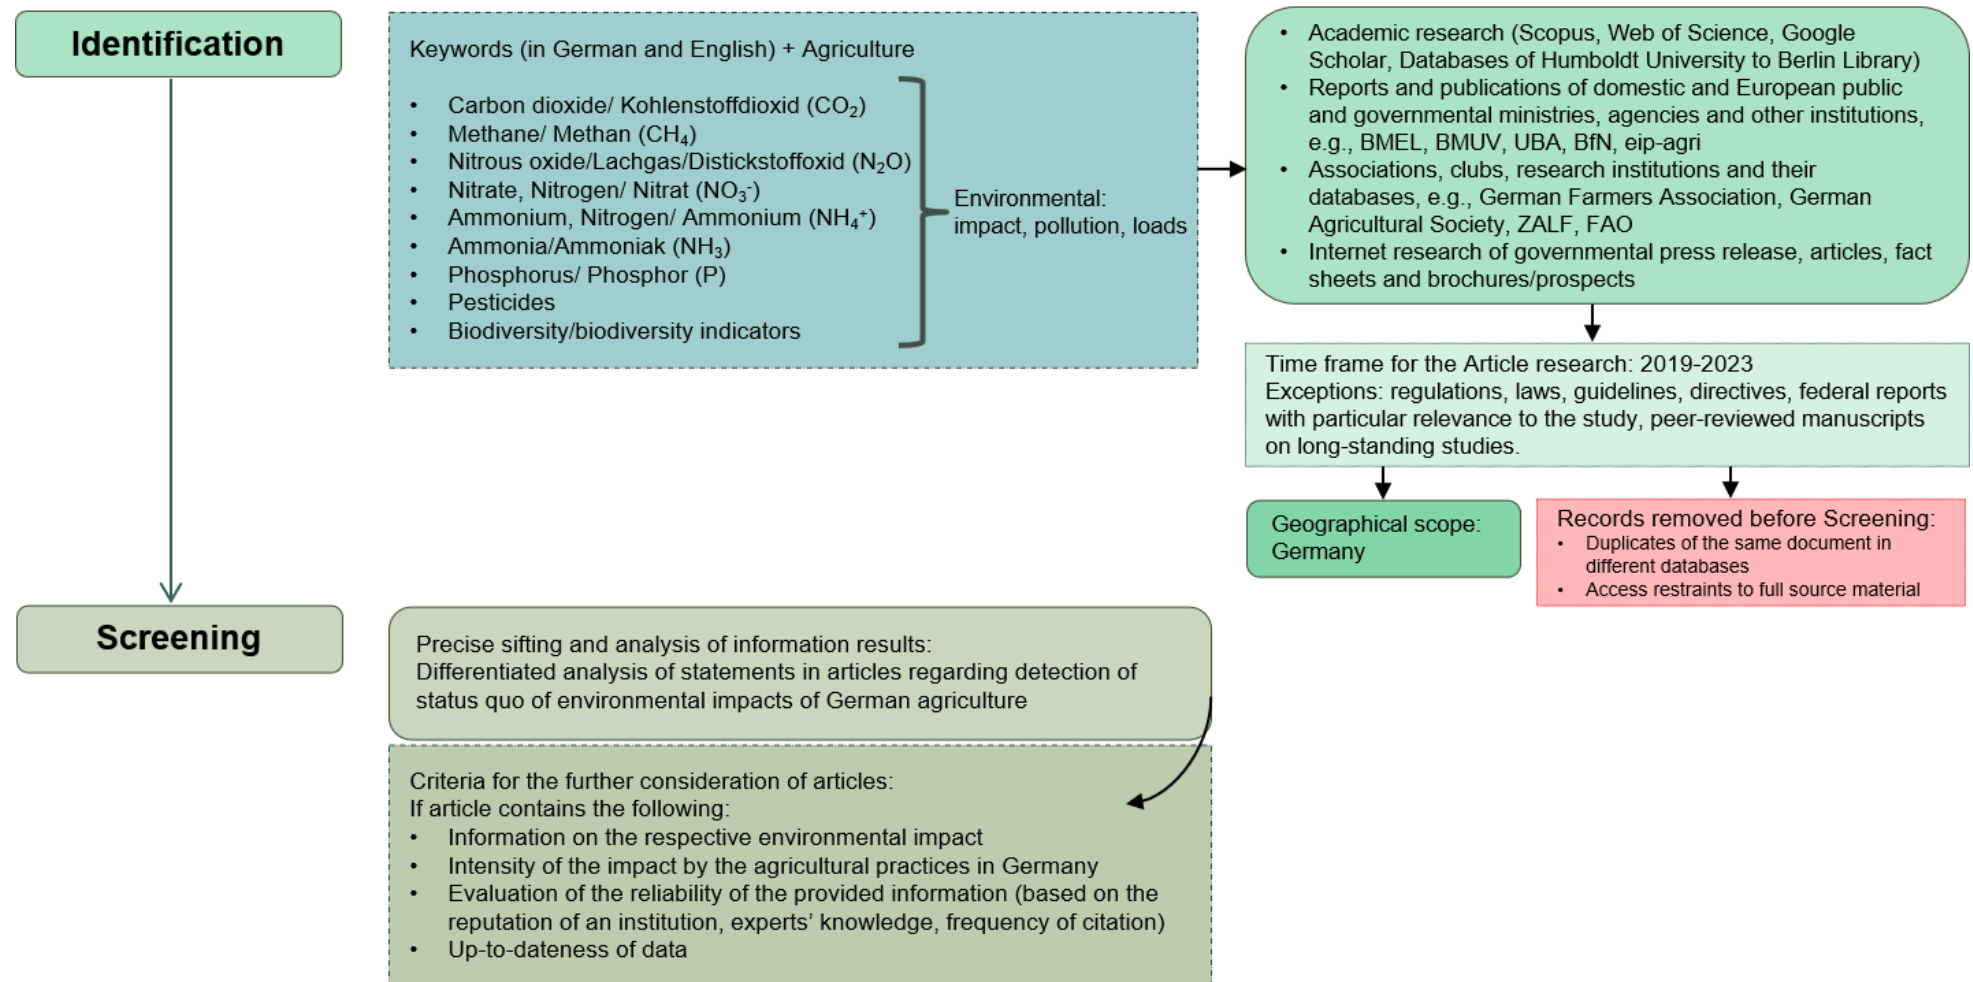 Identification
Keywords (in German and English) + Agriculture
• Carbon dioxide/ Kohlenstoffdioxid (CO₂)
• Methane/ Methan (CH₄)
• Nitrous oxide/Lachgas/Distickstoffoxid (N₂O)
• Nitrate, Nitrogen/ Nitrat (NO₃⁻)
• Ammonium, Nitrogen/ Ammonium (NH₄⁺)
• Ammonia/Ammoniak (NH₃)
• Phosphorus/ Phosphor (P)
• Pesticides
• Biodiversity/biodiversity indicators
Environmental:
impact, pollution, loads
• Academic research (Scopus, Web of Science, Google
Scholar, Databases of Humboldt University to Berlin Library)
• Reports and publications of domestic and European public
and governmental ministries, agencies and other institutions,
e.g., BMEL, BMUV, UBA, BfN, eip-agri
• Associations, clubs, research institutions and their
databases, e.g., German Farmers Association, German
Agricultural Society, ZALF, FAO
• Internet research of governmental press release, articles, fact
sheets and brochures/prospects
Time frame for the Article research: 2019-2023
Exceptions: regulations, laws, guidelines, directives, federal reports
with particular relevance to the study, peer-reviewed manuscripts
on long-standing studies.
Geographical scope:
Germany
Records removed before Screening:
• Duplicates of the same document in
different databases
• Access restraints to full source material
Screening
Precise sifting and analysis of information results:
Differentiated analysis of statements in articles regarding detection of
status quo of environmental impacts of German agriculture
Criteria for the further consideration of articles:
If article contains the following:
• Information on the respective environmental impact
• Intensity of the impact by the agricultural practices in Germany
• Evaluation of the reliability of the provided information (based on the
reputation of an institution, experts’ knowledge, frequency of citation)
• Up-to-dateness of data